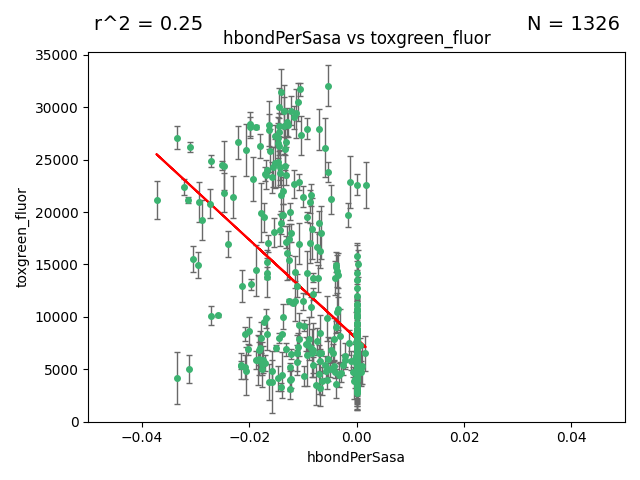 r^2 = 0.25
N = 1326
hbondPerSasa vs toxgreen_fluor
35000
30000
25000
20000
15000
10000
5000
0
toxgreen_fluor
−0.04
−0.02
0.00
0.02
0.04
hbondPerSasa